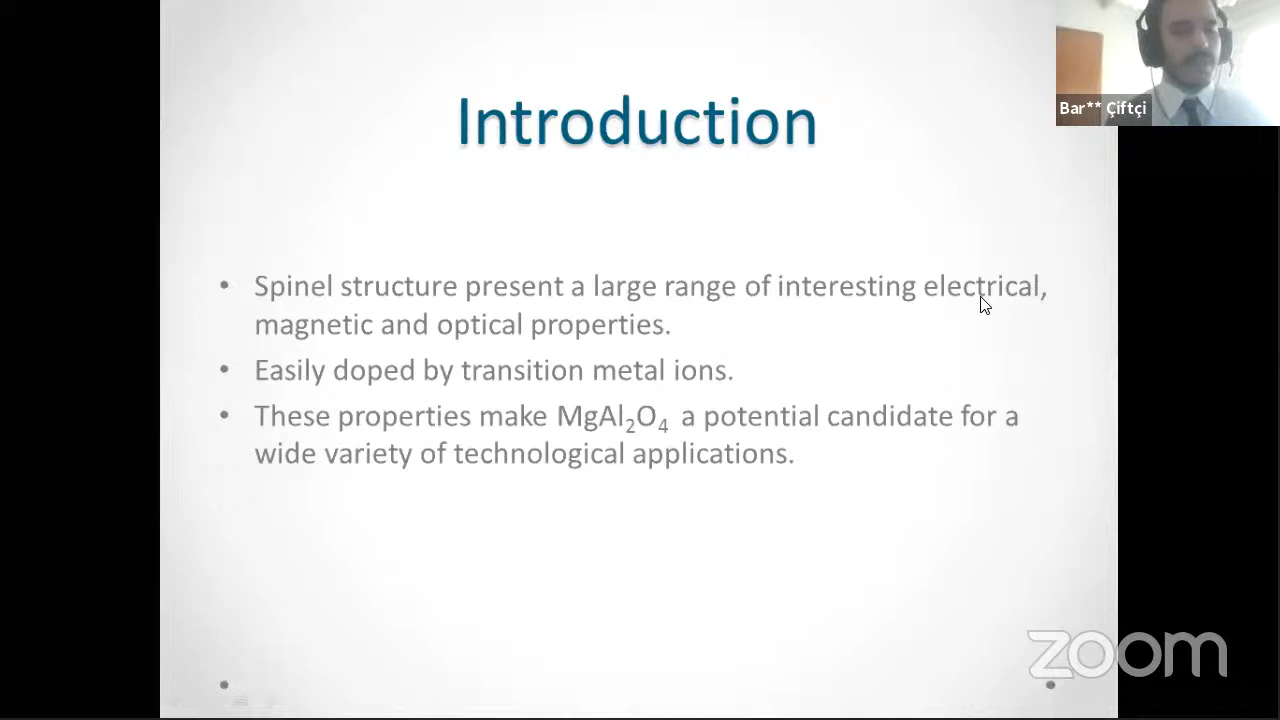 Introduction
Bar** Çiftçi
• Spinel structure present a large range of interesting electrical,
magnetic and optical properties.
• Easily doped by transition metal ions.
• These properties make MgAl₂O₄ a potential candidate for a
wide variety of technological applications.
zoom